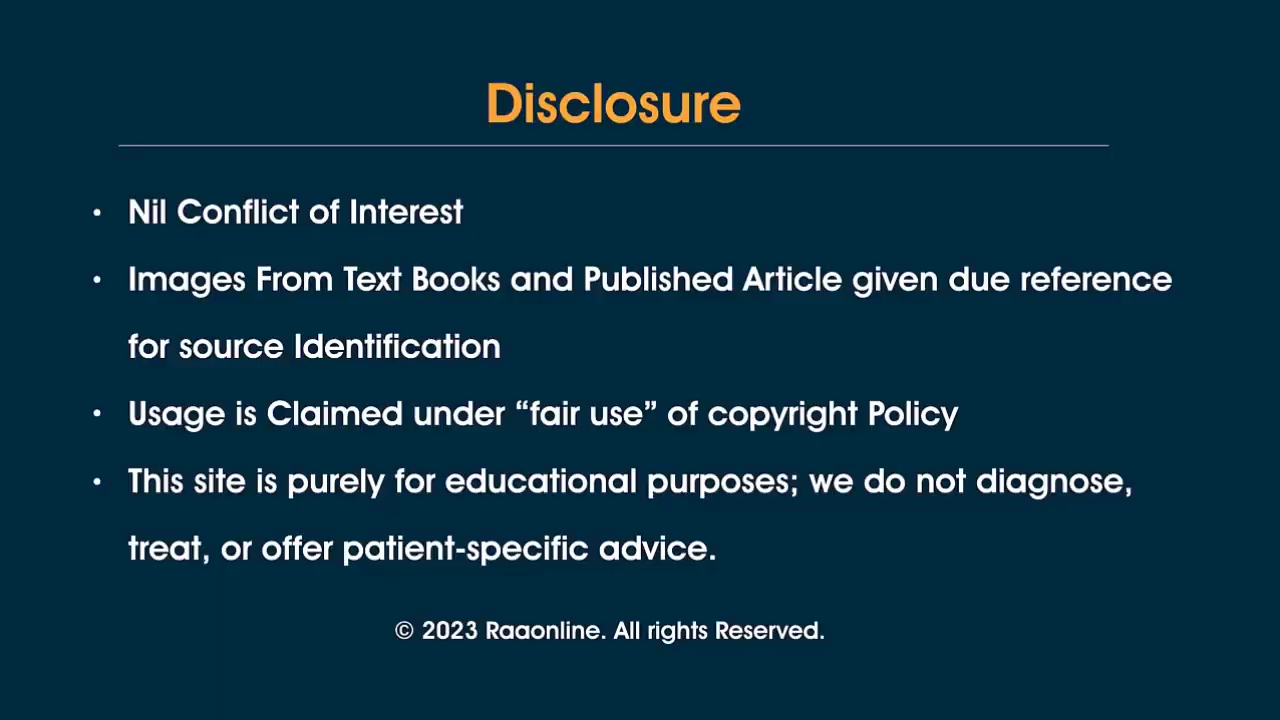 Disclosure
• Nil Conflict of Interest
• Images From Text Books and Published Article given due reference
for source Identification
• Usage is Claimed under “fair use” of copyright Policy
• This site is purely for educational purposes; we do not diagnose,
treat, or offer patient-specific advice.
© 2023 Raaonline. All rights Reserved.